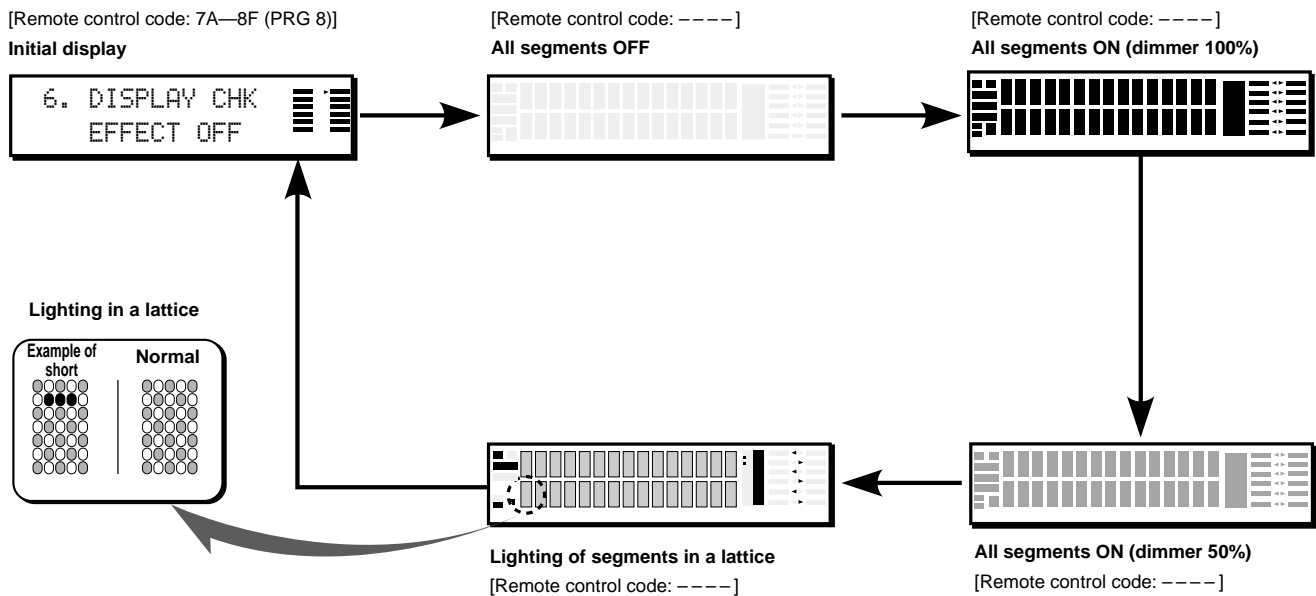 [Remote control code: 7A—8F (PRG 8)]
Initial display
6. DISPLAY CHK
EFFECT OFF
[Remote control code: – – – – ]
All segments OFF
[Remote control code: – – – – ]
All segments ON (dimmer 100%)
Lighting in a lattice
Example of
short
Normal
Lighting of segments in a lattice
[Remote control code: – – – – ]
All segments ON (dimmer 50%)
[Remote control code: – – – – ]